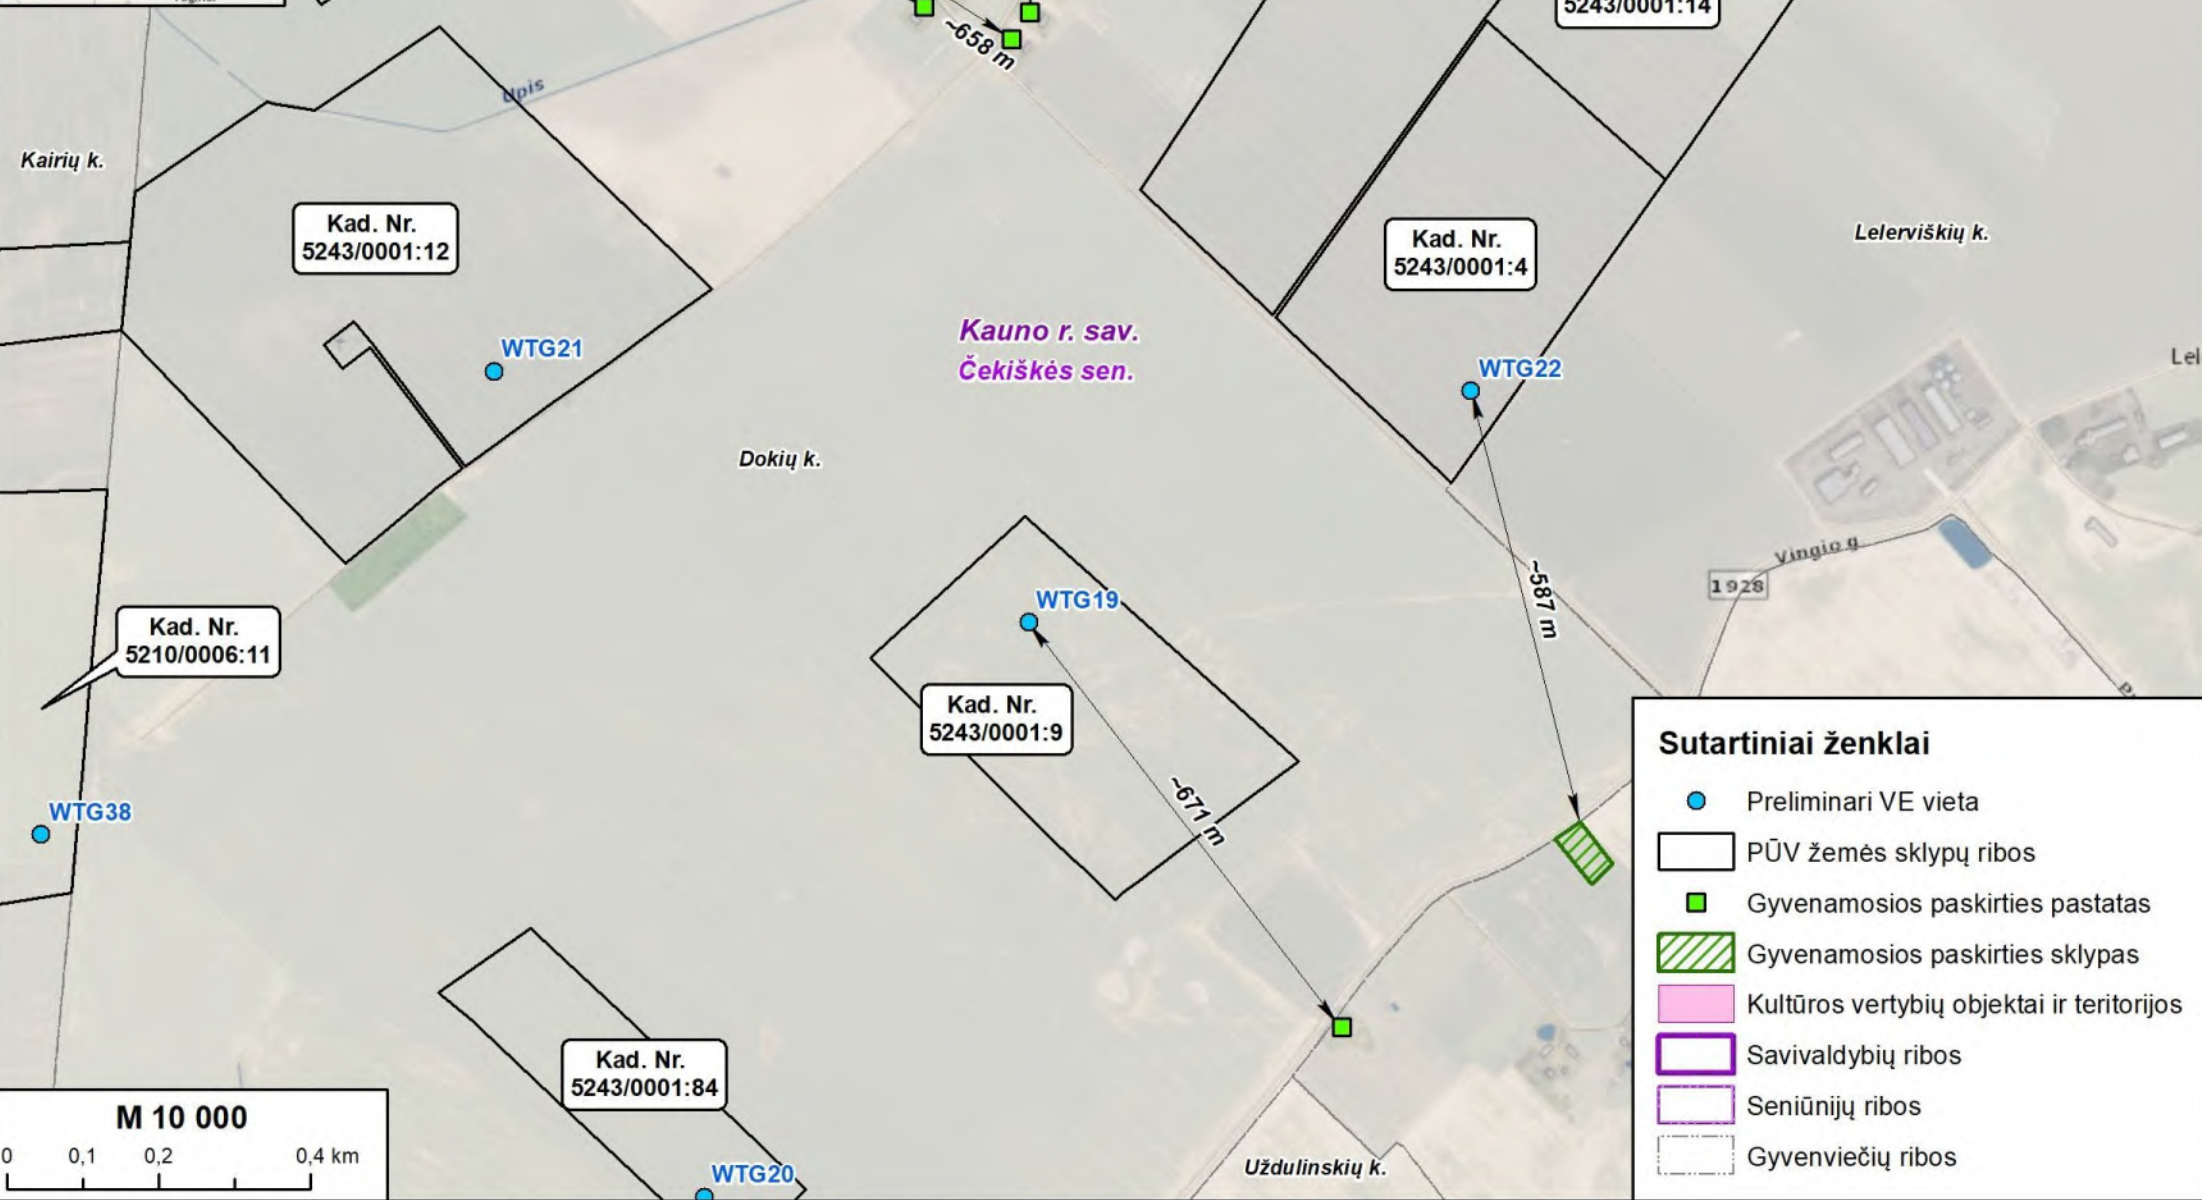 5243/0001:14
~658 m
Upis
Kairių k.
Kad. Nr.
5243/0001:12
Kad. Nr.
5243/0001:4
Lelerviškių k.
Kauno r. sav.
Čekiškės sen.
WTG21
WTG22
Lel
Dokių k.
Vingio g
1928
~587 m
WTG19
Kad. Nr.
5210/0006:11
Kad. Nr.
5243/0001:9
~671 m
WTG38
Kad. Nr.
5243/0001:84
WTG20
Uždulinskių k.
M 10 000
0 0,1 0,2 0,4 km
Sutartiniai ženklai
Preliminari VE vieta
PŪV žemės sklypų ribos
Gyvenamosios paskirties pastatas
Gyvenamosios paskirties sklypas
Kultūros vertybių objektai ir teritorijos
Savivaldybių ribos
Seniūnijų ribos
Gyvenviečių ribos